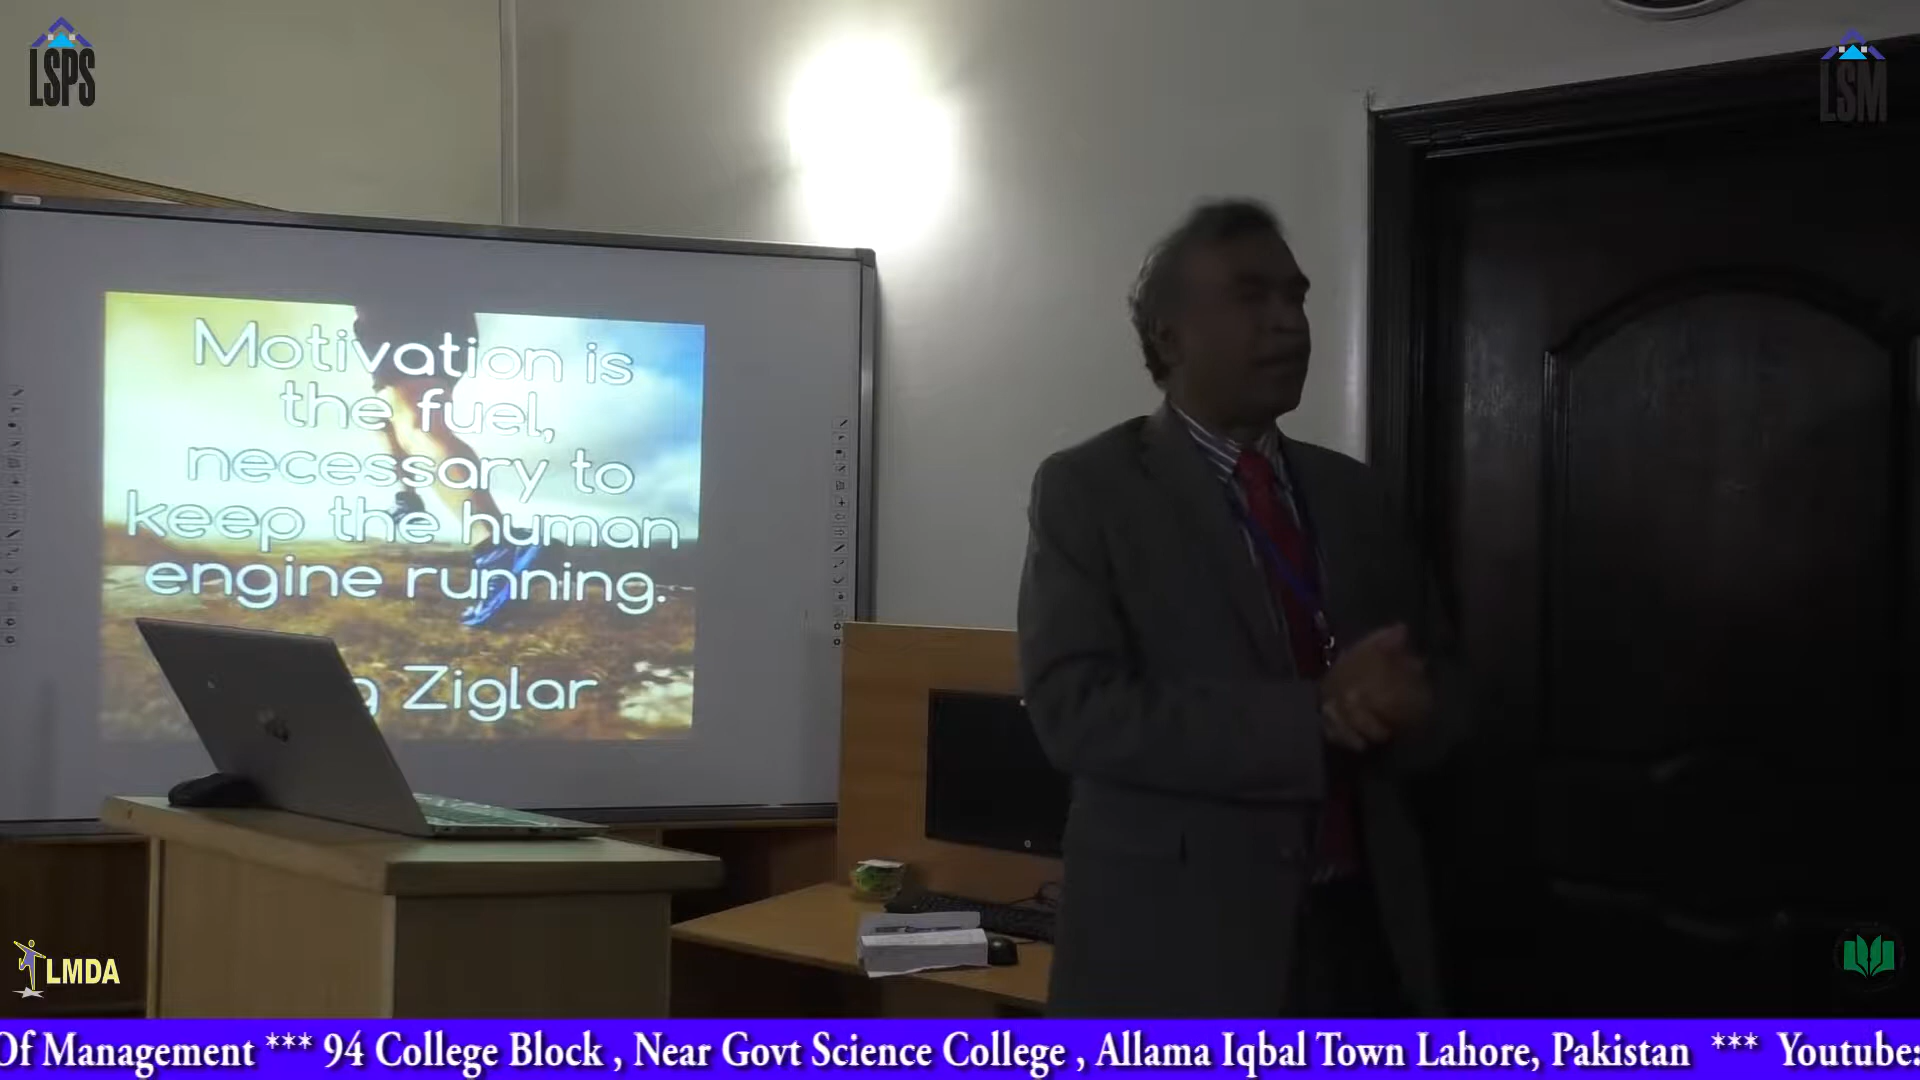 LSPS
LSM
Motivation is
the fuel,
necessary to
keep the human
engine running.
Ziglar
LMDA
Of Management *** 94 College Block , Near Govt Science College , Allama Iqbal Town Lahore, Pakistan *** Youtube: